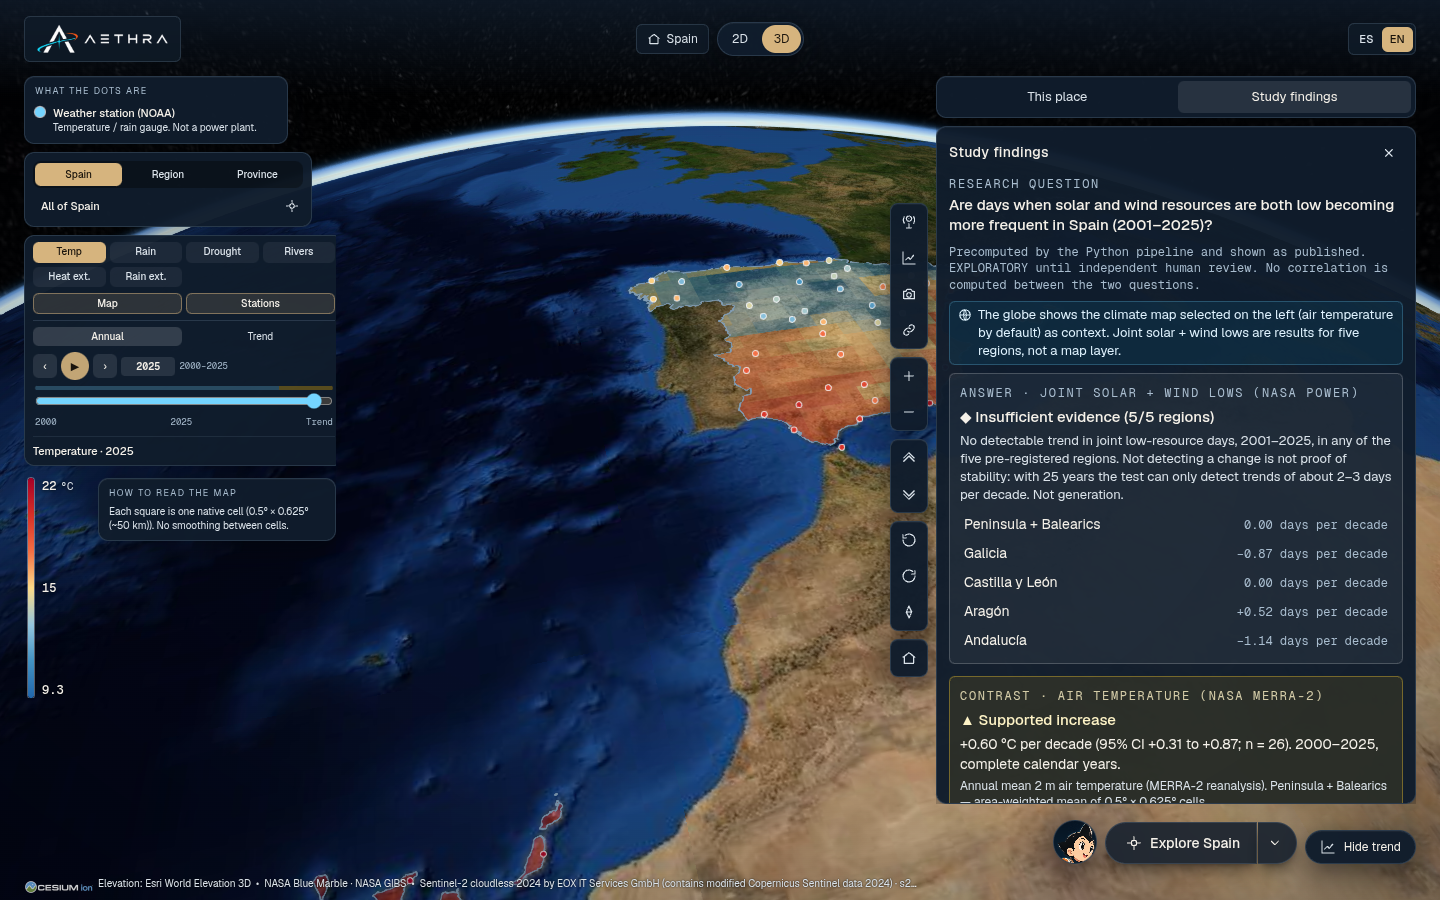 AETHRA
Spain
2D
3D
ES
EN
WHAT THE DOTS ARE
Weather station (NOAA)
Temperature / rain gauge. Not a power plant.
Spain
Region
Province
All of Spain
Temp
Rain
Drought
Rivers
Heat ext.
Rain ext.
Map
Stations
Annual
Trend
2025
2000–2025
2000
2025
Trend
Temperature · 2025
22 °C
15
9.3
HOW TO READ THE MAP
Each square is one native cell (0.5° × 0.625°
(~50 km)). No smoothing between cells.
This place
Study findings
Study findings
RESEARCH QUESTION
Are days when solar and wind resources are both low becoming
more frequent in Spain (2001–2025)?
Precomputed by the Python pipeline and shown as published.
EXPLORATORY until independent human review. No correlation is
computed between the two questions.
The globe shows the climate map selected on the left (air temperature
by default) as context. Joint solar + wind lows are results for five
regions, not a map layer.
ANSWER · JOINT SOLAR + WIND LOWS (NASA POWER)
◆ Insufficient evidence (5/5 regions)
No detectable trend in joint low-resource days, 2001–2025, in any of the
five pre-registered regions. Not detecting a change is not proof of
stability: with 25 years the test can only detect trends of about 2–3 days
per decade. Not generation.
Peninsula + Balearics 0.00 days per decade
Galicia −0.87 days per decade
Castilla y León 0.00 days per decade
Aragón +0.52 days per decade
Andalucía −1.14 days per decade
CONTRAST · AIR TEMPERATURE (NASA MERRA-2)
▲ Supported increase
+0.60 °C per decade (95% CI +0.31 to +0.87; n = 26). 2000–2025,
complete calendar years.
Annual mean 2 m air temperature (MERRA-2 reanalysis). Peninsula + Balearics
— area-weighted mean of 0.5° × 0.625° cells
Explore Spain
Hide trend
CESIUM ion
Elevation: Esri World Elevation 3D • NASA Blue Marble · NASA GIBS • Sentinel-2 cloudless 2024 by EOX IT Services GmbH (contains modified Copernicus Sentinel data 2024) · s2...